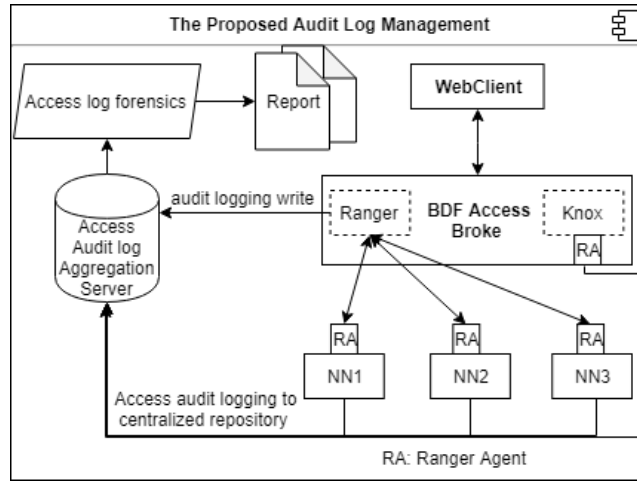 The Proposed Audit Log Management
Access log forensics
Report
WebClient
audit logging write
Ranger
BDF Access
Broke
Knox
RA
Access
Audit log
Aggregation
Server
RA
RA
RA
NN1
NN2
NN3
Access audit logging to
centralized repository
RA: Ranger Agent